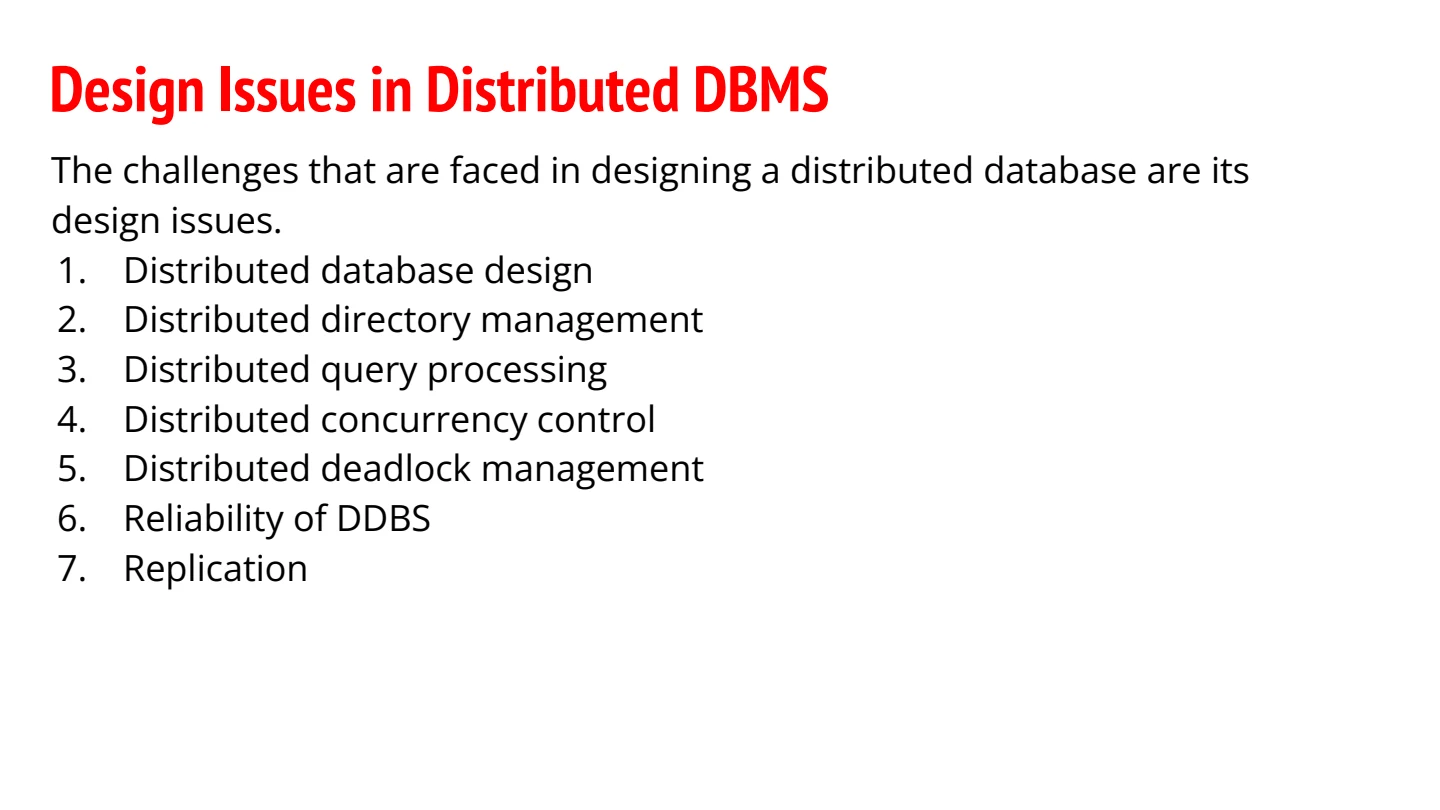 Design Issues in Distributed DBMS
The challenges that are faced in designing a distributed database are its
design issues.
1. Distributed database design
2. Distributed directory management
3. Distributed query processing
4. Distributed concurrency control
5. Distributed deadlock management
6. Reliability of DDBS
7. Replication